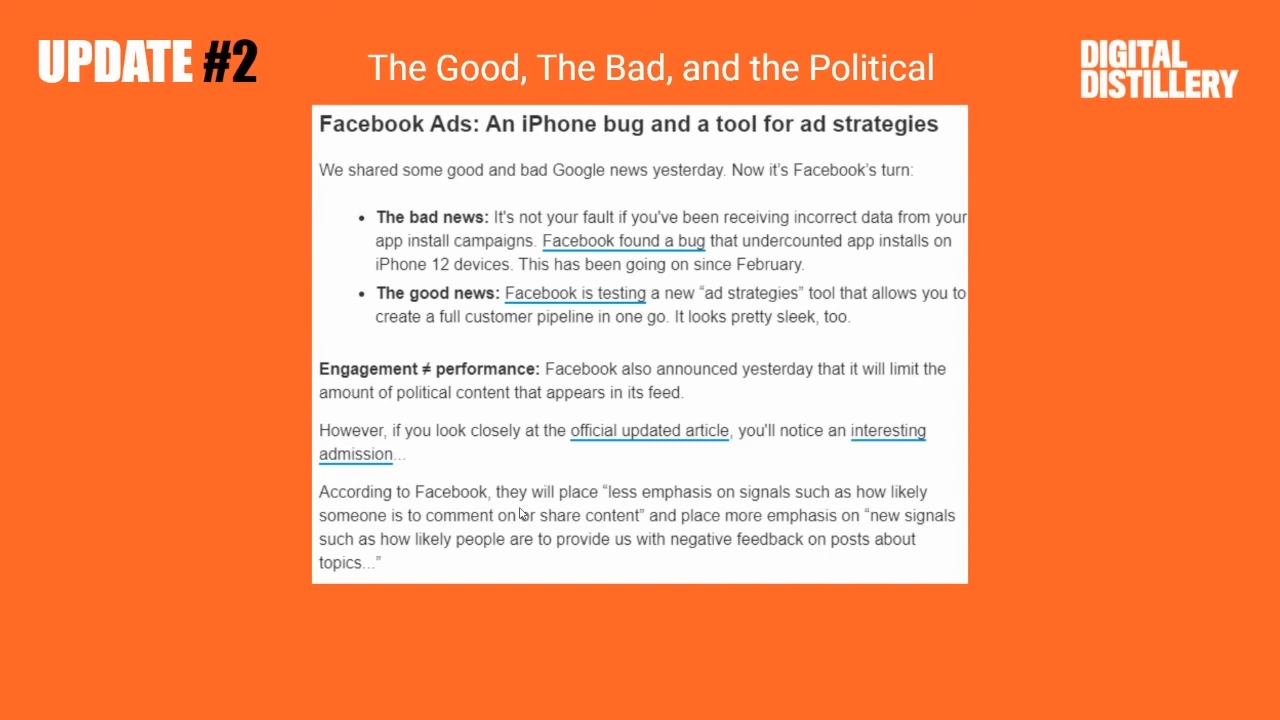 UPDATE #2
The Good, The Bad, and the Political
DIGITAL
DISTILLERY
Facebook Ads: An iPhone bug and a tool for ad strategies
We shared some good and bad Google news yesterday. Now it’s Facebook’s turn:
• The bad news: It's not your fault if you've been receiving incorrect data from your
app install campaigns. Facebook found a bug that undercounted app installs on
iPhone 12 devices. This has been going on since February.
• The good news: Facebook is testing a new “ad strategies” tool that allows you to
create a full customer pipeline in one go. It looks pretty sleek, too.
Engagement ≠ performance: Facebook also announced yesterday that it will limit the
amount of political content that appears in its feed.
However, if you look closely at the official updated article, you'll notice an interesting
admission...
According to Facebook, they will place “less emphasis on signals such as how likely
someone is to comment on or share content” and place more emphasis on “new signals
such as how likely people are to provide us with negative feedback on posts about
topics...”